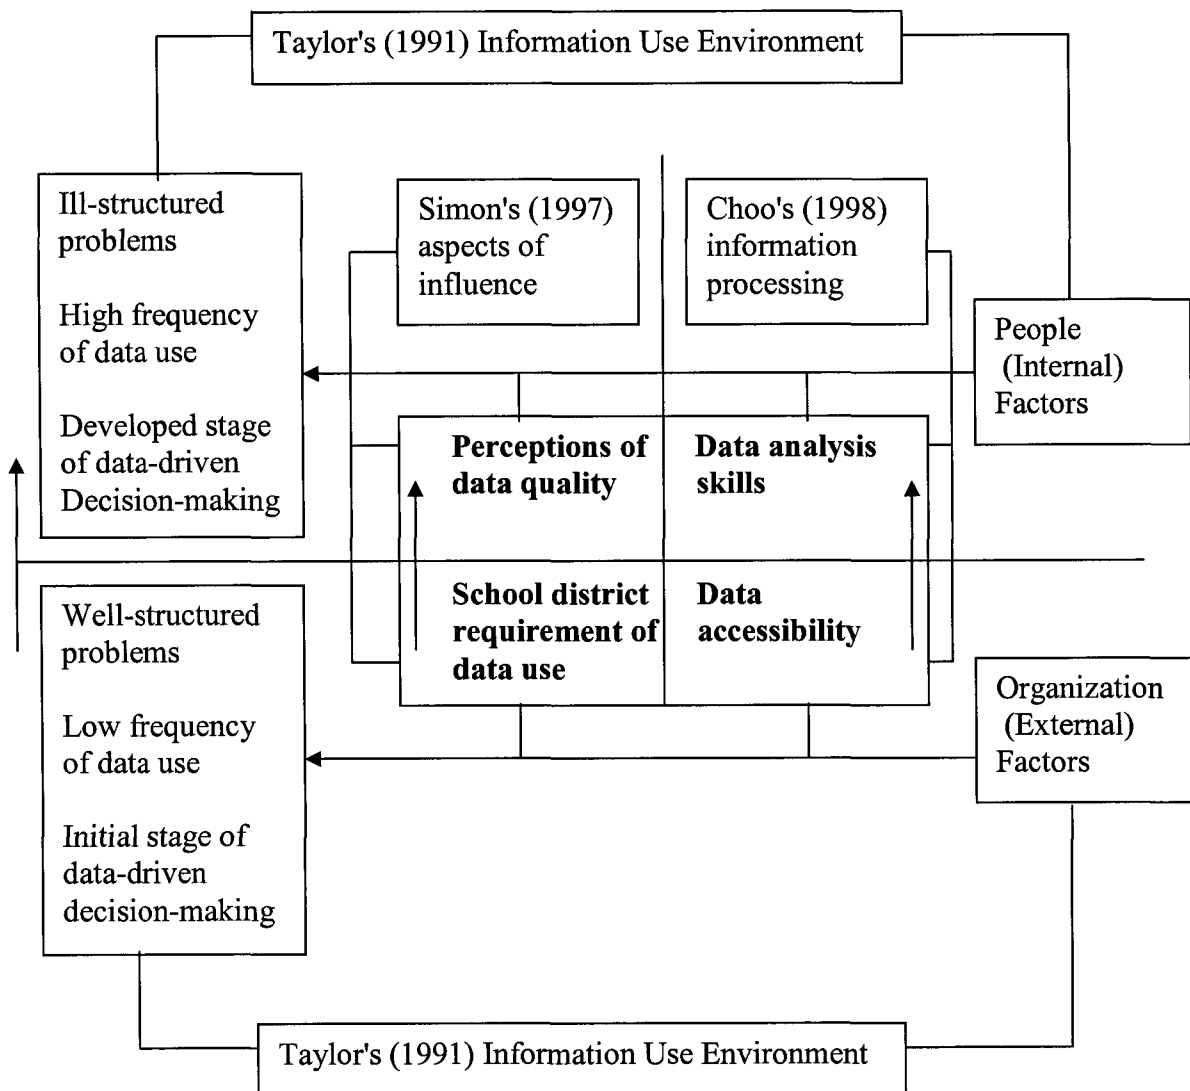 Taylor's (1991) Information Use Environment
Ill-structured
problems
High frequency
of data use
Developed stage
of data-driven
Decision-making
Simon's (1997)
aspects of
influence
Choo's (1998)
information
processing
People
(Internal)
Factors
Perceptions of
data quality
Data analysis
skills
School district
requirement of
data use
Data
accessibility
Well-structured
problems
Low frequency
of data use
Initial stage of
data-driven
decision-making
Organization
(External)
Factors
Taylor's (1991) Information Use Environment